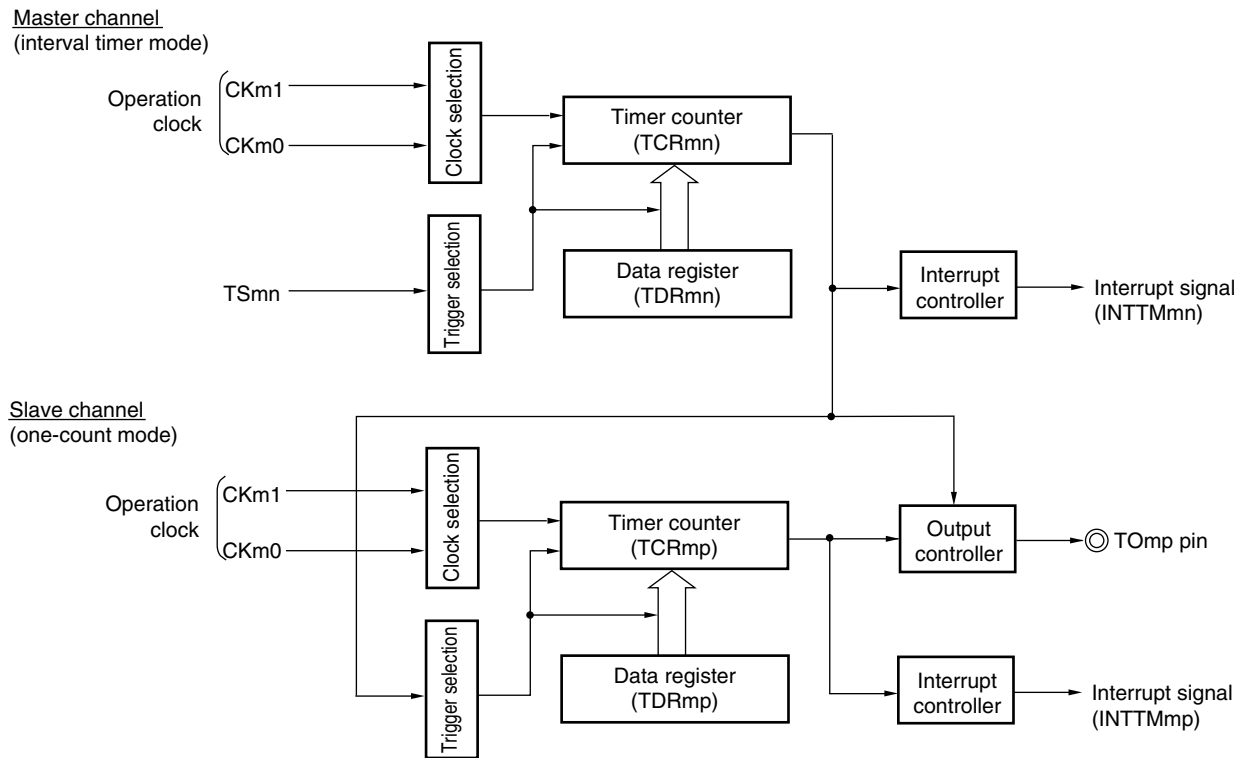 Master channel
(interval timer mode)
Operation
clock
CKm1
CKm0
Clock selection
Timer counter
(TCRmn)
TSmn
Trigger selection
Data register
(TDRmn)
Interrupt
controller
Interrupt signal
(INTTMmn)
Slave channel
(one-count mode)
Operation
clock
CKm1
CKm0
Clock selection
Timer counter
(TCRmp)
Output
controller
TOmp pin
Trigger selection
Data register
(TDRmp)
Interrupt
controller
Interrupt signal
(INTTMmp)